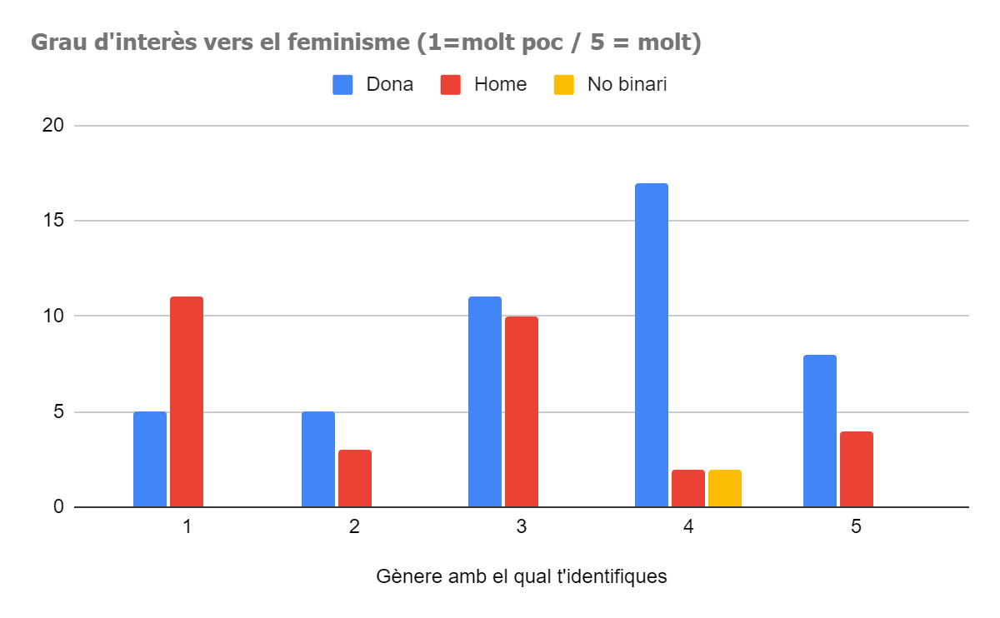 Grau d'interès vers el feminisme (1=molt poc / 5 = molt)
Dona Home No binari
20
15
10
5
0
1 2 3 4 5
Gènere amb el qual t'identifiques